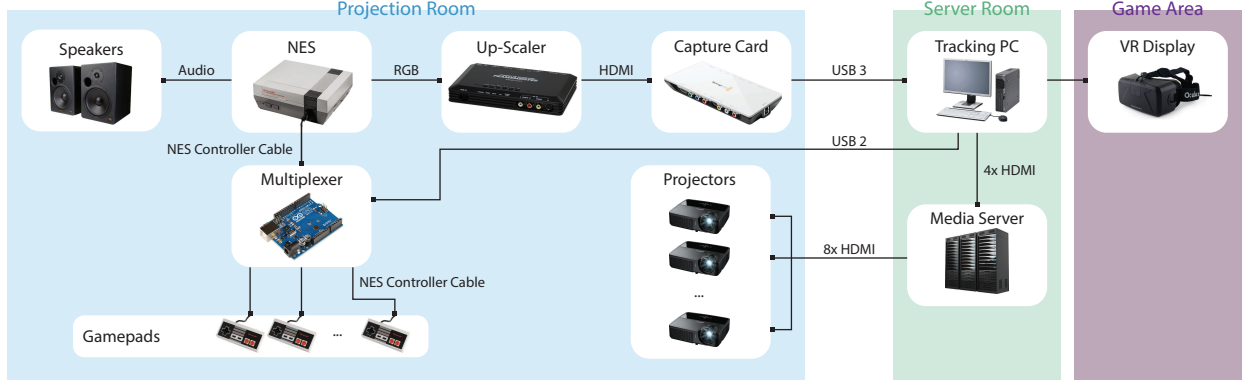 Projection Room
Server Room
Game Area
Speakers
NES
Up-Scaler
Capture Card
Tracking PC
VR Display
Audio
RGB
HDMI
USB 3
NES Controller Cable
USB 2
Multiplexer
Projectors
4x HDMI
Media Server
8x HDMI
NES Controller Cable
...
Gamepads
...